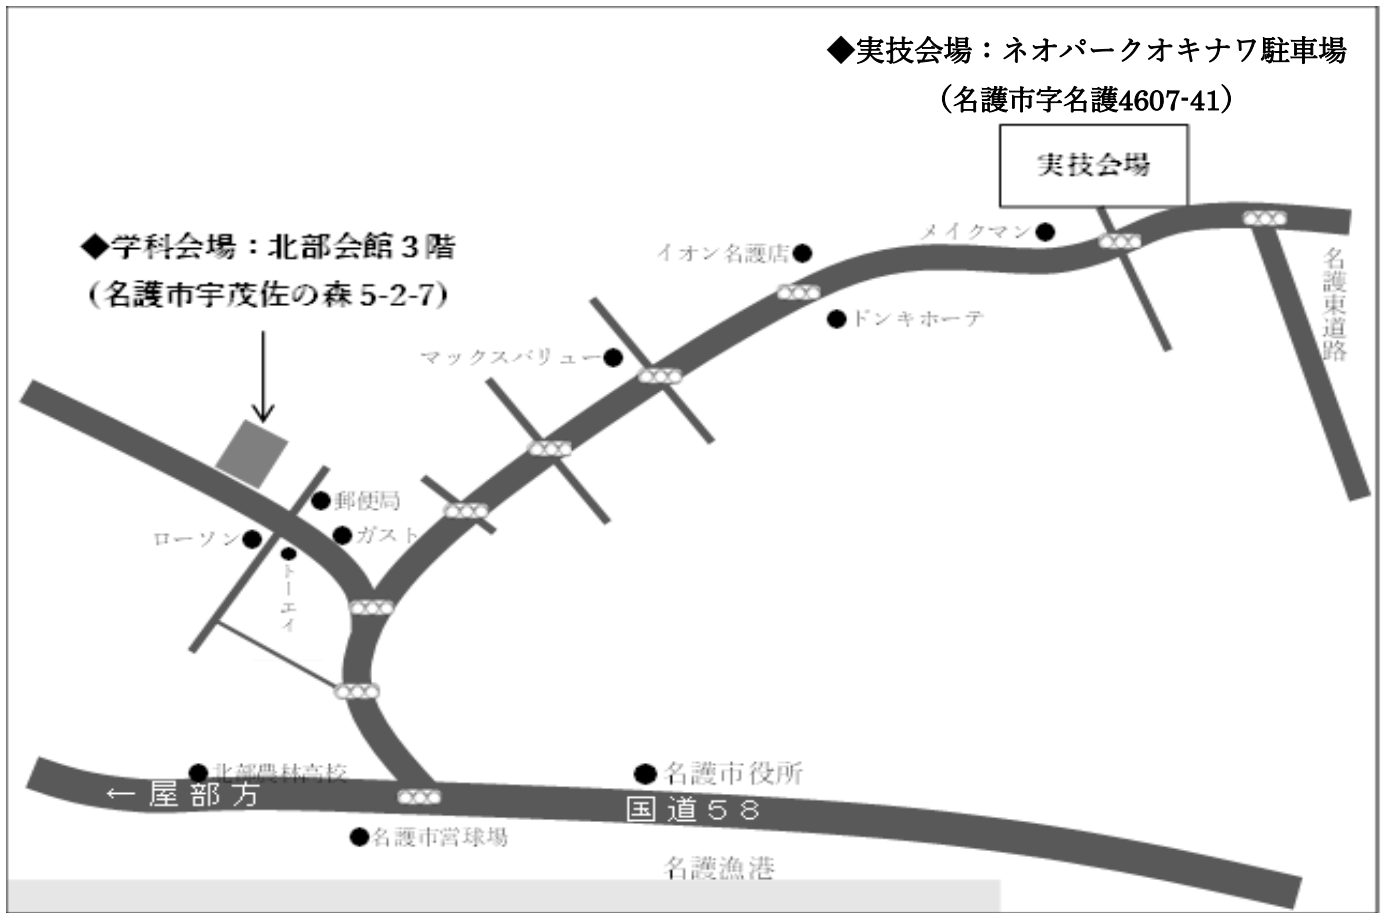 ◆実技会場：ネオパークオキナワ駐車場
（名護市字名護4607-41）
実技会場
メイクマン
イオン名護店
名護東道路
◆学科会場：北部会館３階
（名護市宇茂佐の森5-2-7）
ドンキホーテ
マックスバリュー
郵便局
ガスト
ローソン
トーエイ
北部農林高校
←屋部方
名護市役所
国道５８
名護市営球場
名護漁港